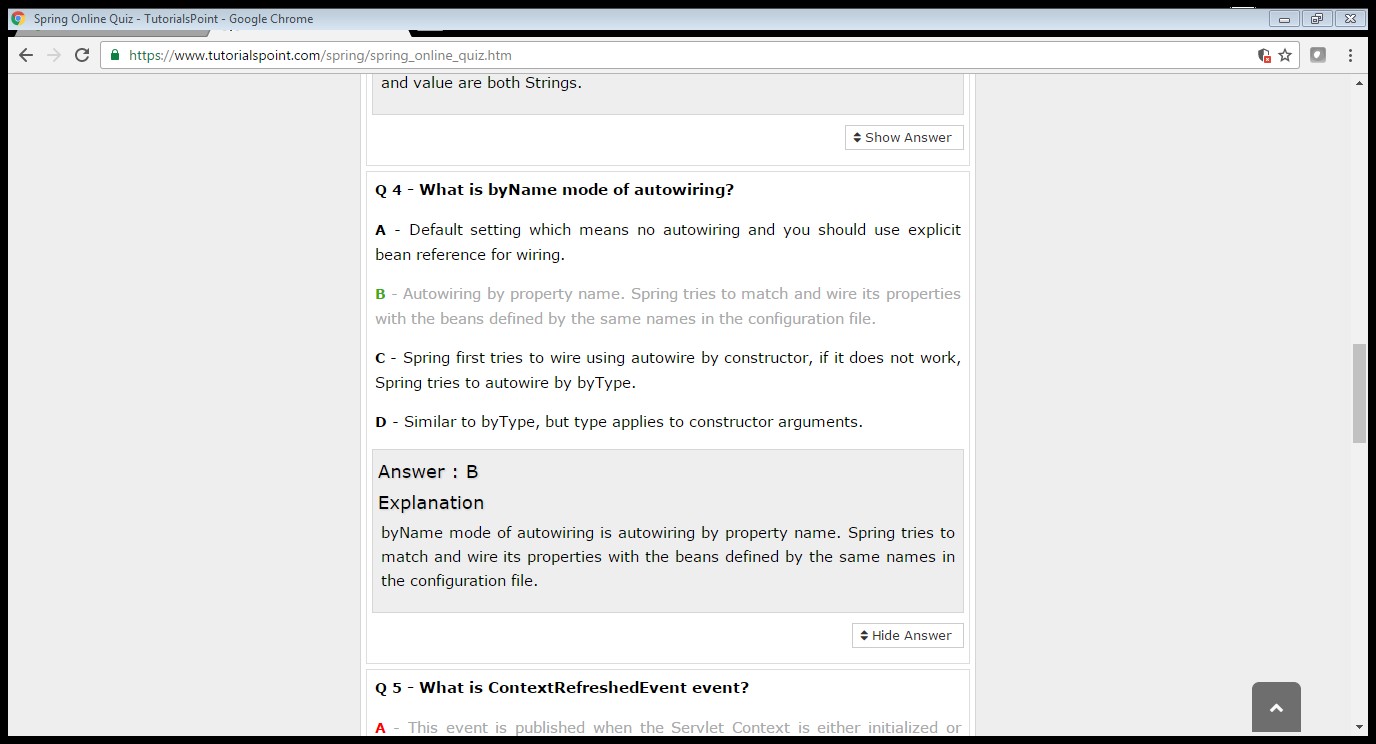 Spring Online Quiz - TutorialsPoint - Google Chrome
https://www.tutorialspoint.com/spring/spring_online_quiz.htm
and value are both Strings.
Show Answer
Q 4 - What is byName mode of autowiring?
A - Default setting which means no autowiring and you should use explicit
bean reference for wiring.
B - Autowiring by property name. Spring tries to match and wire its properties
with the beans defined by the same names in the configuration file.
C - Spring first tries to wire using autowire by constructor, if it does not work,
Spring tries to autowire by byType.
D - Similar to byType, but type applies to constructor arguments.
Answer : B
Explanation
byName mode of autowiring is autowiring by property name. Spring tries to
match and wire its properties with the beans defined by the same names in
the configuration file.
Hide Answer
Q 5 - What is ContextRefreshedEvent event?
A - This event is published when the Servlet Context is either initialized or